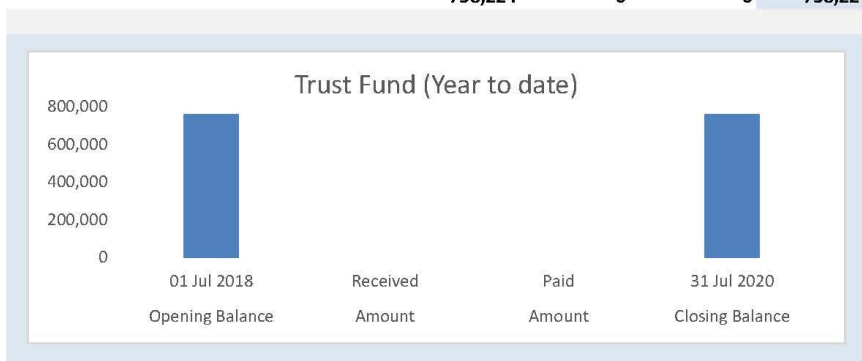 Trust Fund (Year to date)
800,000
600,000
400,000
200,000
0
01 Jul 2018 Received Paid 31 Jul 2020
Opening Balance Amount Amount Closing Balance